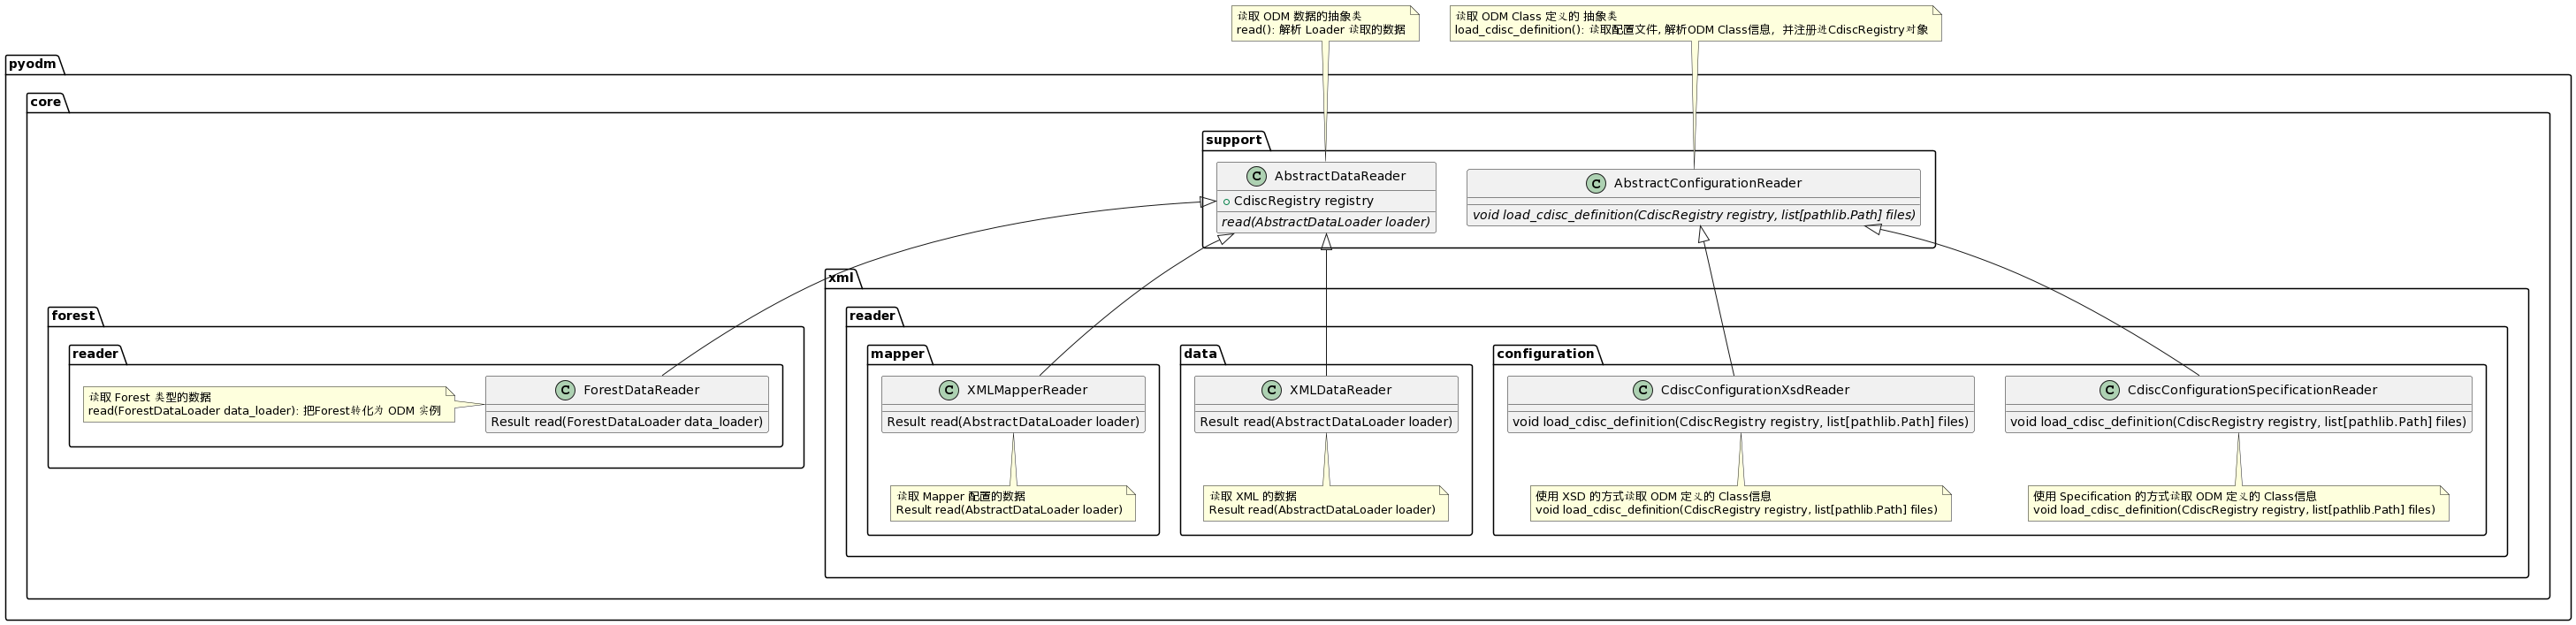 读取 ODM 数据的抽象类
read(): 解析 Loader 读取的数据
读取 ODM Class 定义的 抽象类
load_cdisc_definition(): 读取配置文件, 解析ODM Class信息，并注册进CdiscRegistry对象
pyodm
core
support
AbstractDataReader
CdiscRegistry registry
read(AbstractDataLoader loader)
AbstractConfigurationReader
void load_cdisc_definition(CdiscRegistry registry, list[pathlib.Path] files)
xml
forest
reader
reader
mapper
data
configuration
读取 Forest 类型的数据
read(ForestDataLoader data_loader): 把Forest转化为 ODM 实例
C ForestDataReader
Result read(ForestDataLoader data_loader)
C XMLMapperReader
Result read(AbstractDataLoader loader)
C XMLDataReader
Result read(AbstractDataLoader loader)
C CdiscConfigurationXsdReader
void load_cdisc_definition(CdiscRegistry registry, list[pathlib.Path] files)
C CdiscConfigurationSpecificationReader
void load_cdisc_definition(CdiscRegistry registry, list[pathlib.Path] files)
读取 Mapper 配置的数据
Result read(AbstractDataLoader loader)
读取 XML 的数据
Result read(AbstractDataLoader loader)
使用 XSD 的方式读取 ODM 定义的 Class信息
void load_cdisc_definition(CdiscRegistry registry, list[pathlib.Path] files)
使用 Specification 的方式读取 ODM 定义的 Class信息
void load_cdisc_definition(CdiscRegistry registry, list[pathlib.Path] files)